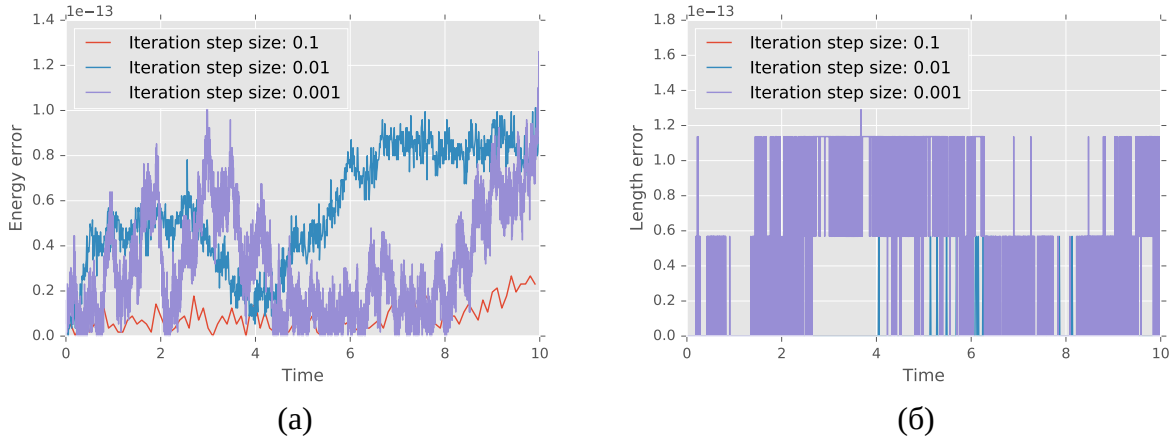 1e−13
1.4
1.2
1.0
0.8
0.6
0.4
0.2
0.0
Energy error
Iteration step size: 0.1
Iteration step size: 0.01
Iteration step size: 0.001
0 2 4 6 8 10
Time
(а)
1e−13
1.8
1.6
1.4
1.2
1.0
0.8
0.6
0.4
0.2
0.0
Length error
Iteration step size: 0.1
Iteration step size: 0.01
Iteration step size: 0.001
0 2 4 6 8 10
Time
(б)